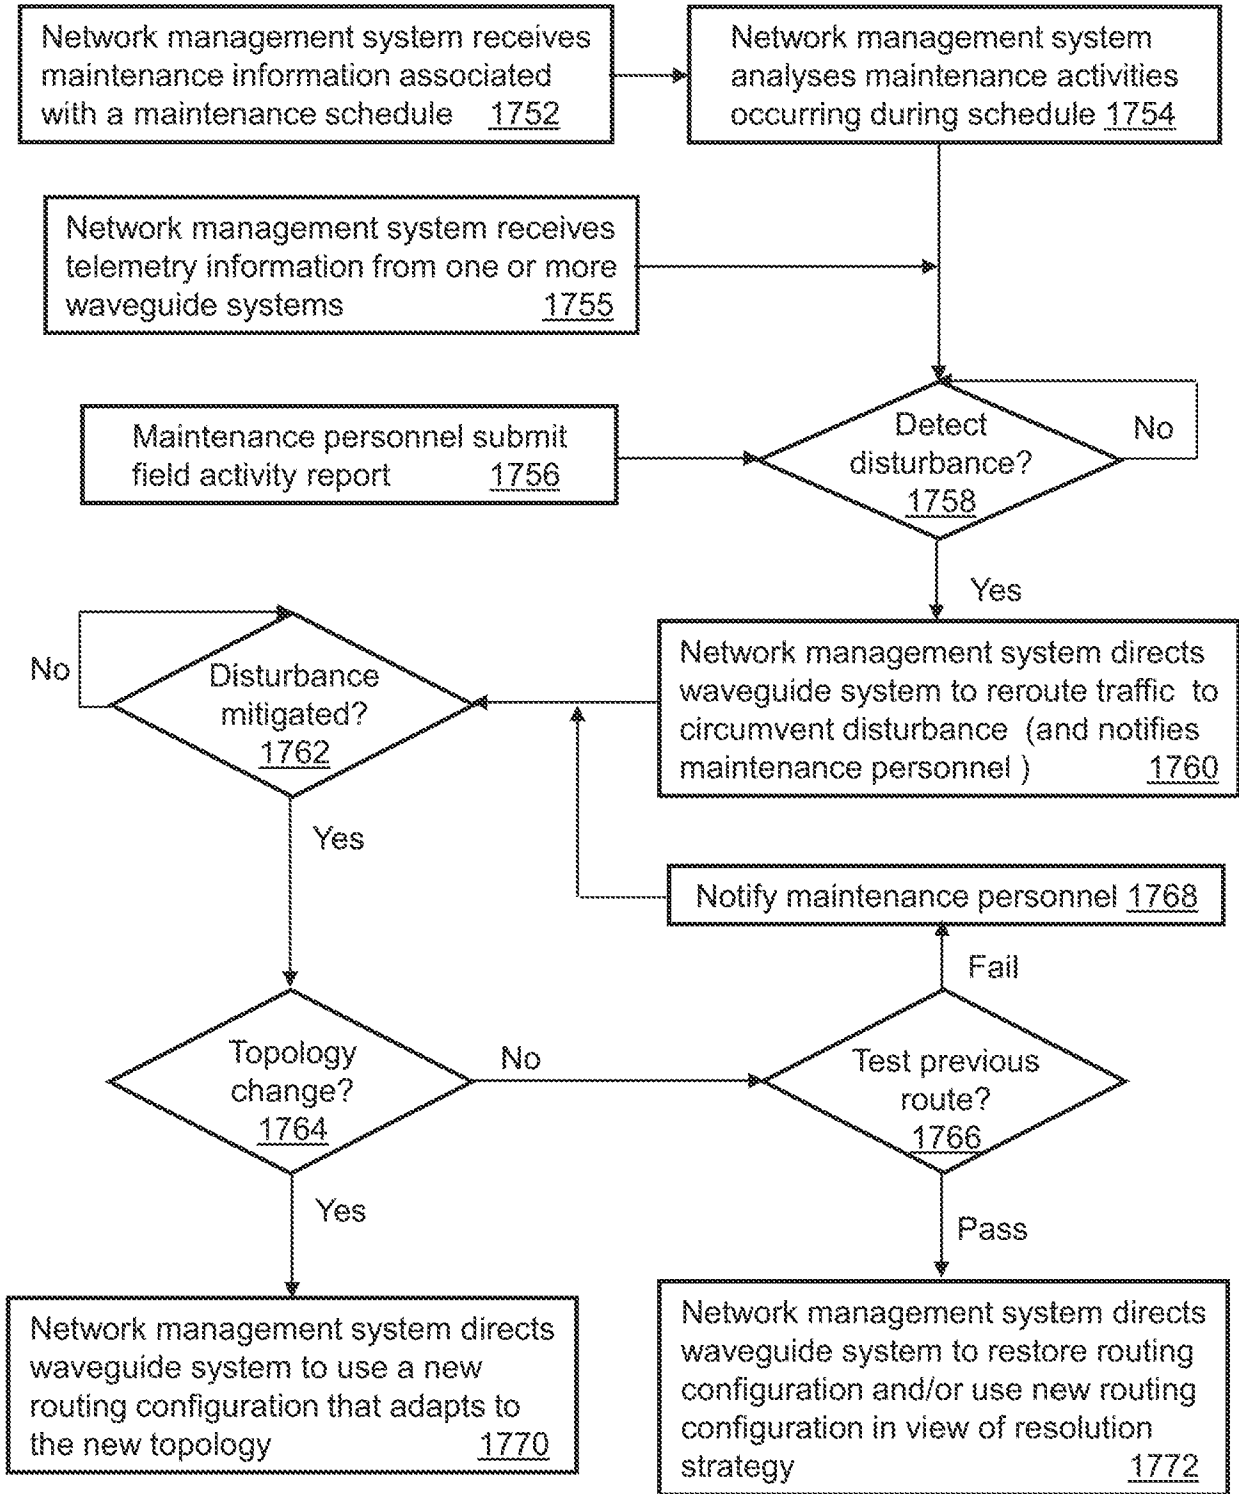 Network management system receives
maintenance information associated
with a maintenance schedule 1752
Network management system
analyses maintenance activities
occurring during schedule 1754
Network management system receives
telemetry information from one or more
waveguide systems 1755
Maintenance personnel submit
field activity report 1756
Detect
disturbance?
1758
No
Yes
No
Disturbance
mitigated?
1762
Network management system directs
waveguide system to reroute traffic to
circumvent disturbance (and notifies
maintenance personnel ) 1760
Yes
Notify maintenance personnel 1768
Fail
Topology
change?
1764
No
Test previous
route?
1766
Yes
Pass
Network management system directs
waveguide system to use a new
routing configuration that adapts to
the new topology 1770
Network management system directs
waveguide system to restore routing
configuration and/or use new routing
configuration in view of resolution
strategy 1772